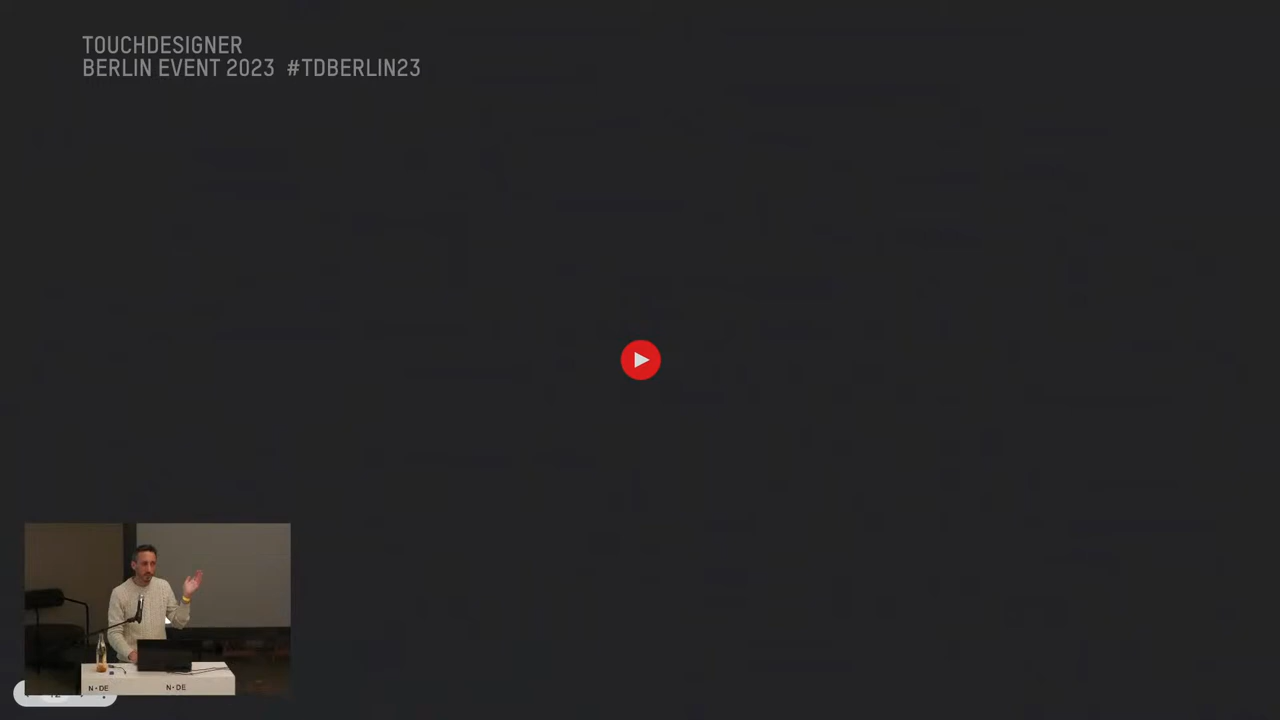 TOUCHDESIGNER
BERLIN EVENT 2023 #TDBERLIN23
N-DE
N-DE